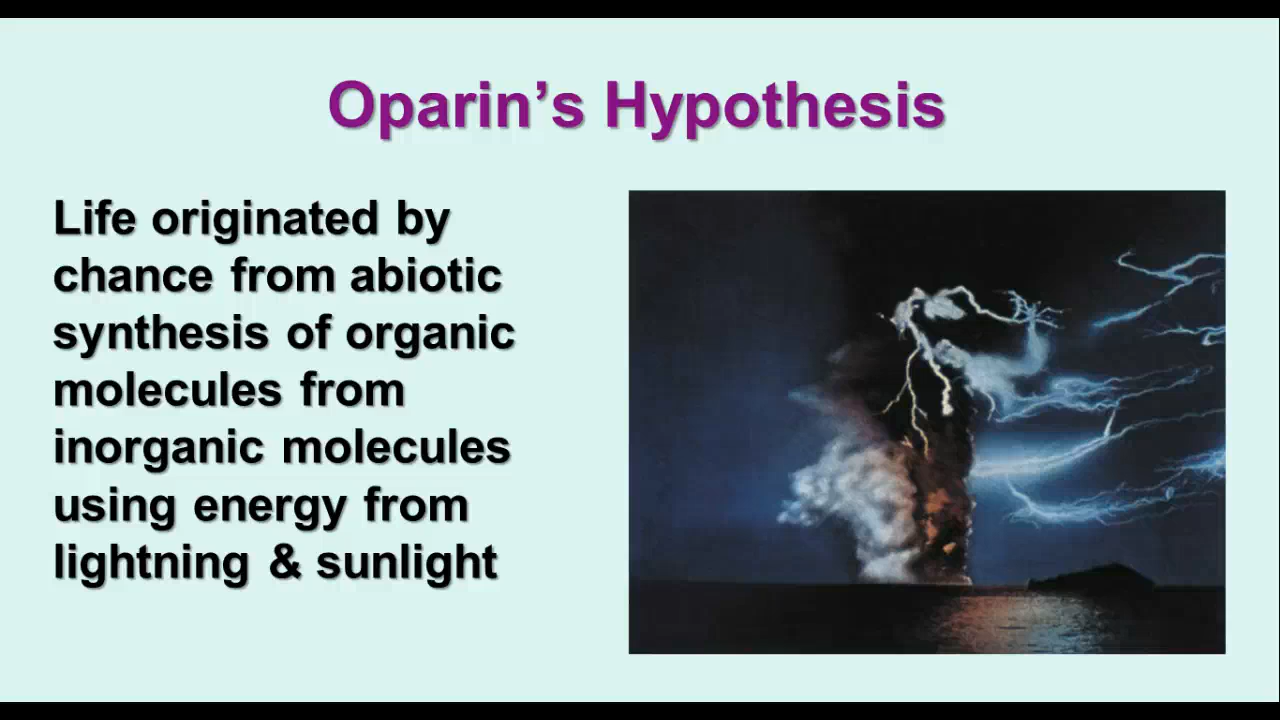 Oparin’s Hypothesis
Life originated by
chance from abiotic
synthesis of organic
molecules from
inorganic molecules
using energy from
lightning & sunlight